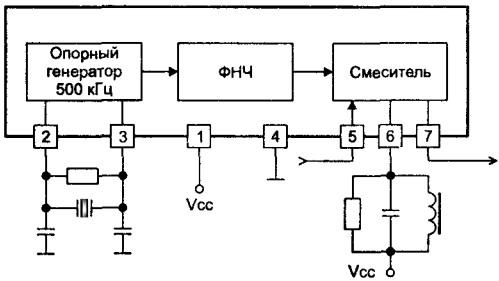 Опорный
генератор
500 кГц
ФНЧ
Смеситель
2
3
1
4
5
6
7
Vcc
Vcc